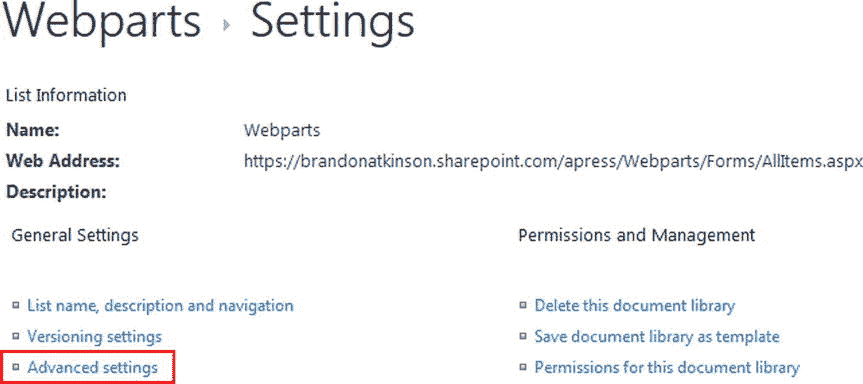 Webparts ▸ Settings
List Information
Name: Webparts
Web Address: https://brandonatkinson.sharepoint.com/apress/Webparts/Forms/AllItems.aspx
Description:
General Settings
Permissions and Management
List name, description and navigation
Delete this document library
Versioning settings
Save document library as template
Advanced settings
Permissions for this document library